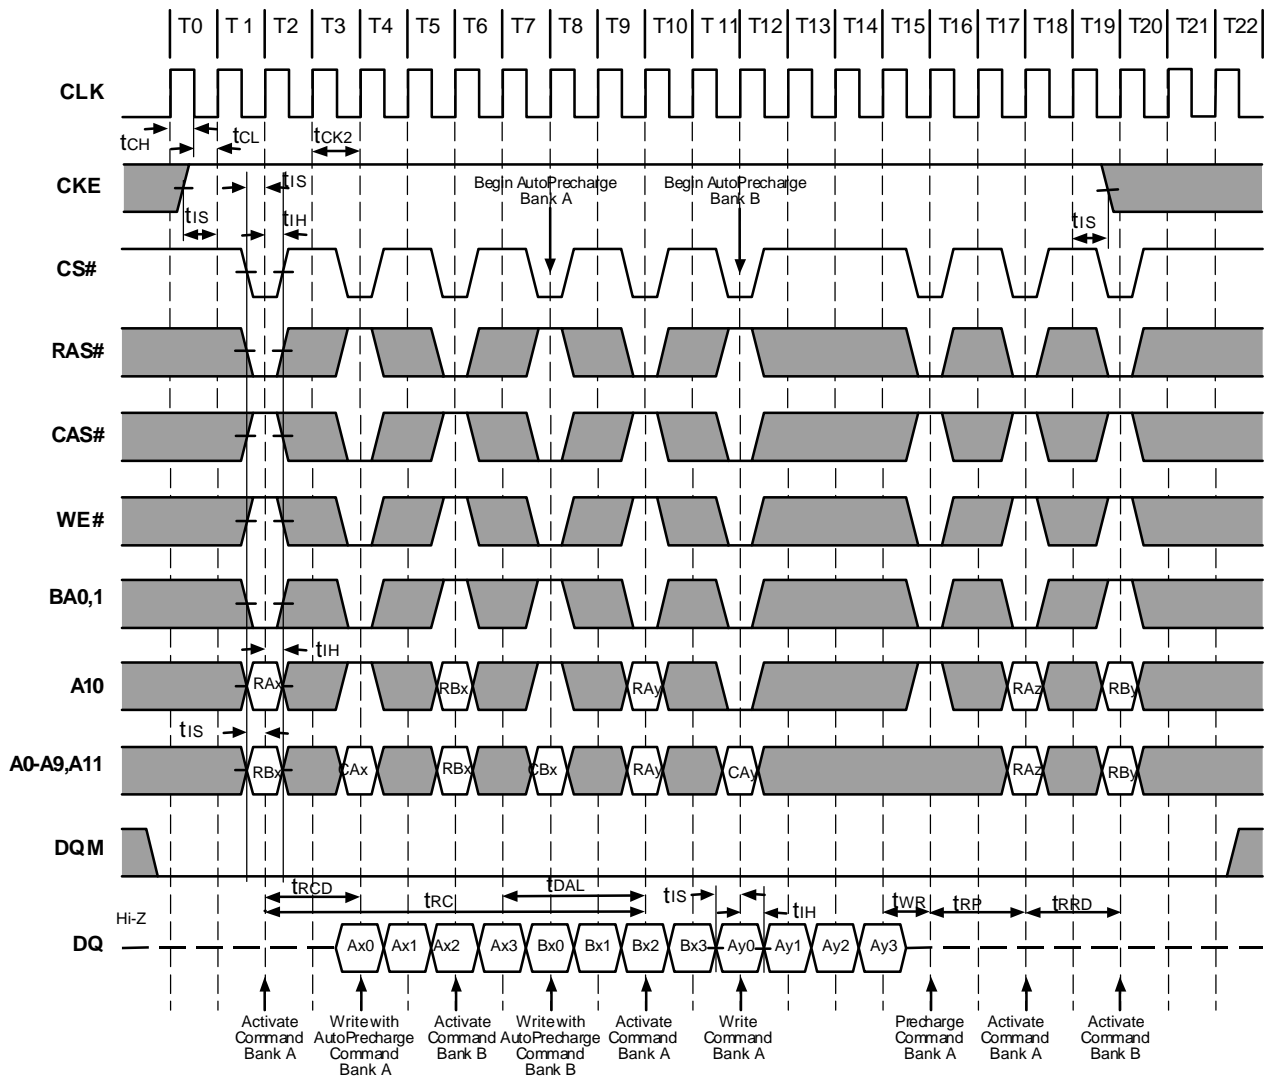 T0 T 1 T2 T3 T4 T5 T6 T7 T8 T9 T10 T 11 T12 T13 T14 T15 T16 T17 T18 T19 T20 T21 T22
CLK
tCH tCL tCK2
CKE
tIS
Begin AutoPrecharge
Bank A
Begin AutoPrecharge
Bank B
tIS tIH tIS
CS#
RAS#
CAS#
WE#
BA0,1
tIH
A10
RAx RBx RAy RAz RBy
tIS
A0-A9,A11
RBx CAx RBx CBx RAy CAy RAz RBy
DQM
tRCD tRC tDAL tIS tIH tWR tRP tRRD
Hi-Z
DQ
Ax0 Ax1 Ax2 Ax3 Bx0 Bx1 Bx2 Bx3 Ay0 Ay1 Ay2 Ay3
Activate
Command
Bank A
Write with
AutoPrecharge
Command
Bank A
Activate
Command
Bank B
Write with
AutoPrecharge
Command
Bank B
Activate
Command
Bank A
Write
Command
Bank A
Precharge
Command
Bank A
Activate
Command
Bank A
Activate
Command
Bank B